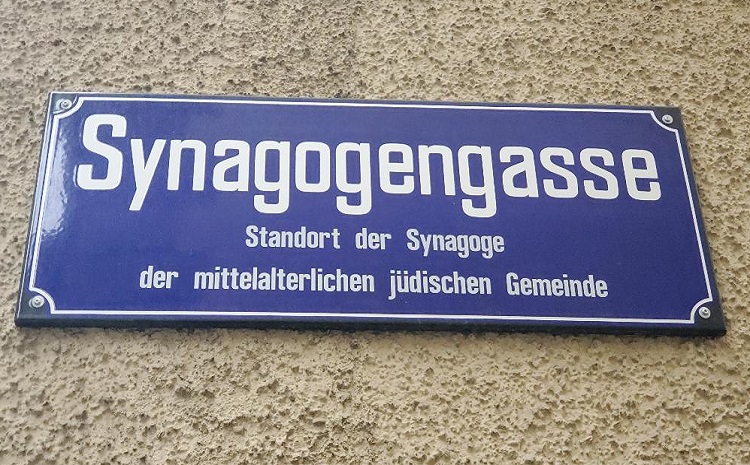 Synagogengasse
Standort der Synagoge
der mittelalterlichen jüdischen Gemeinde